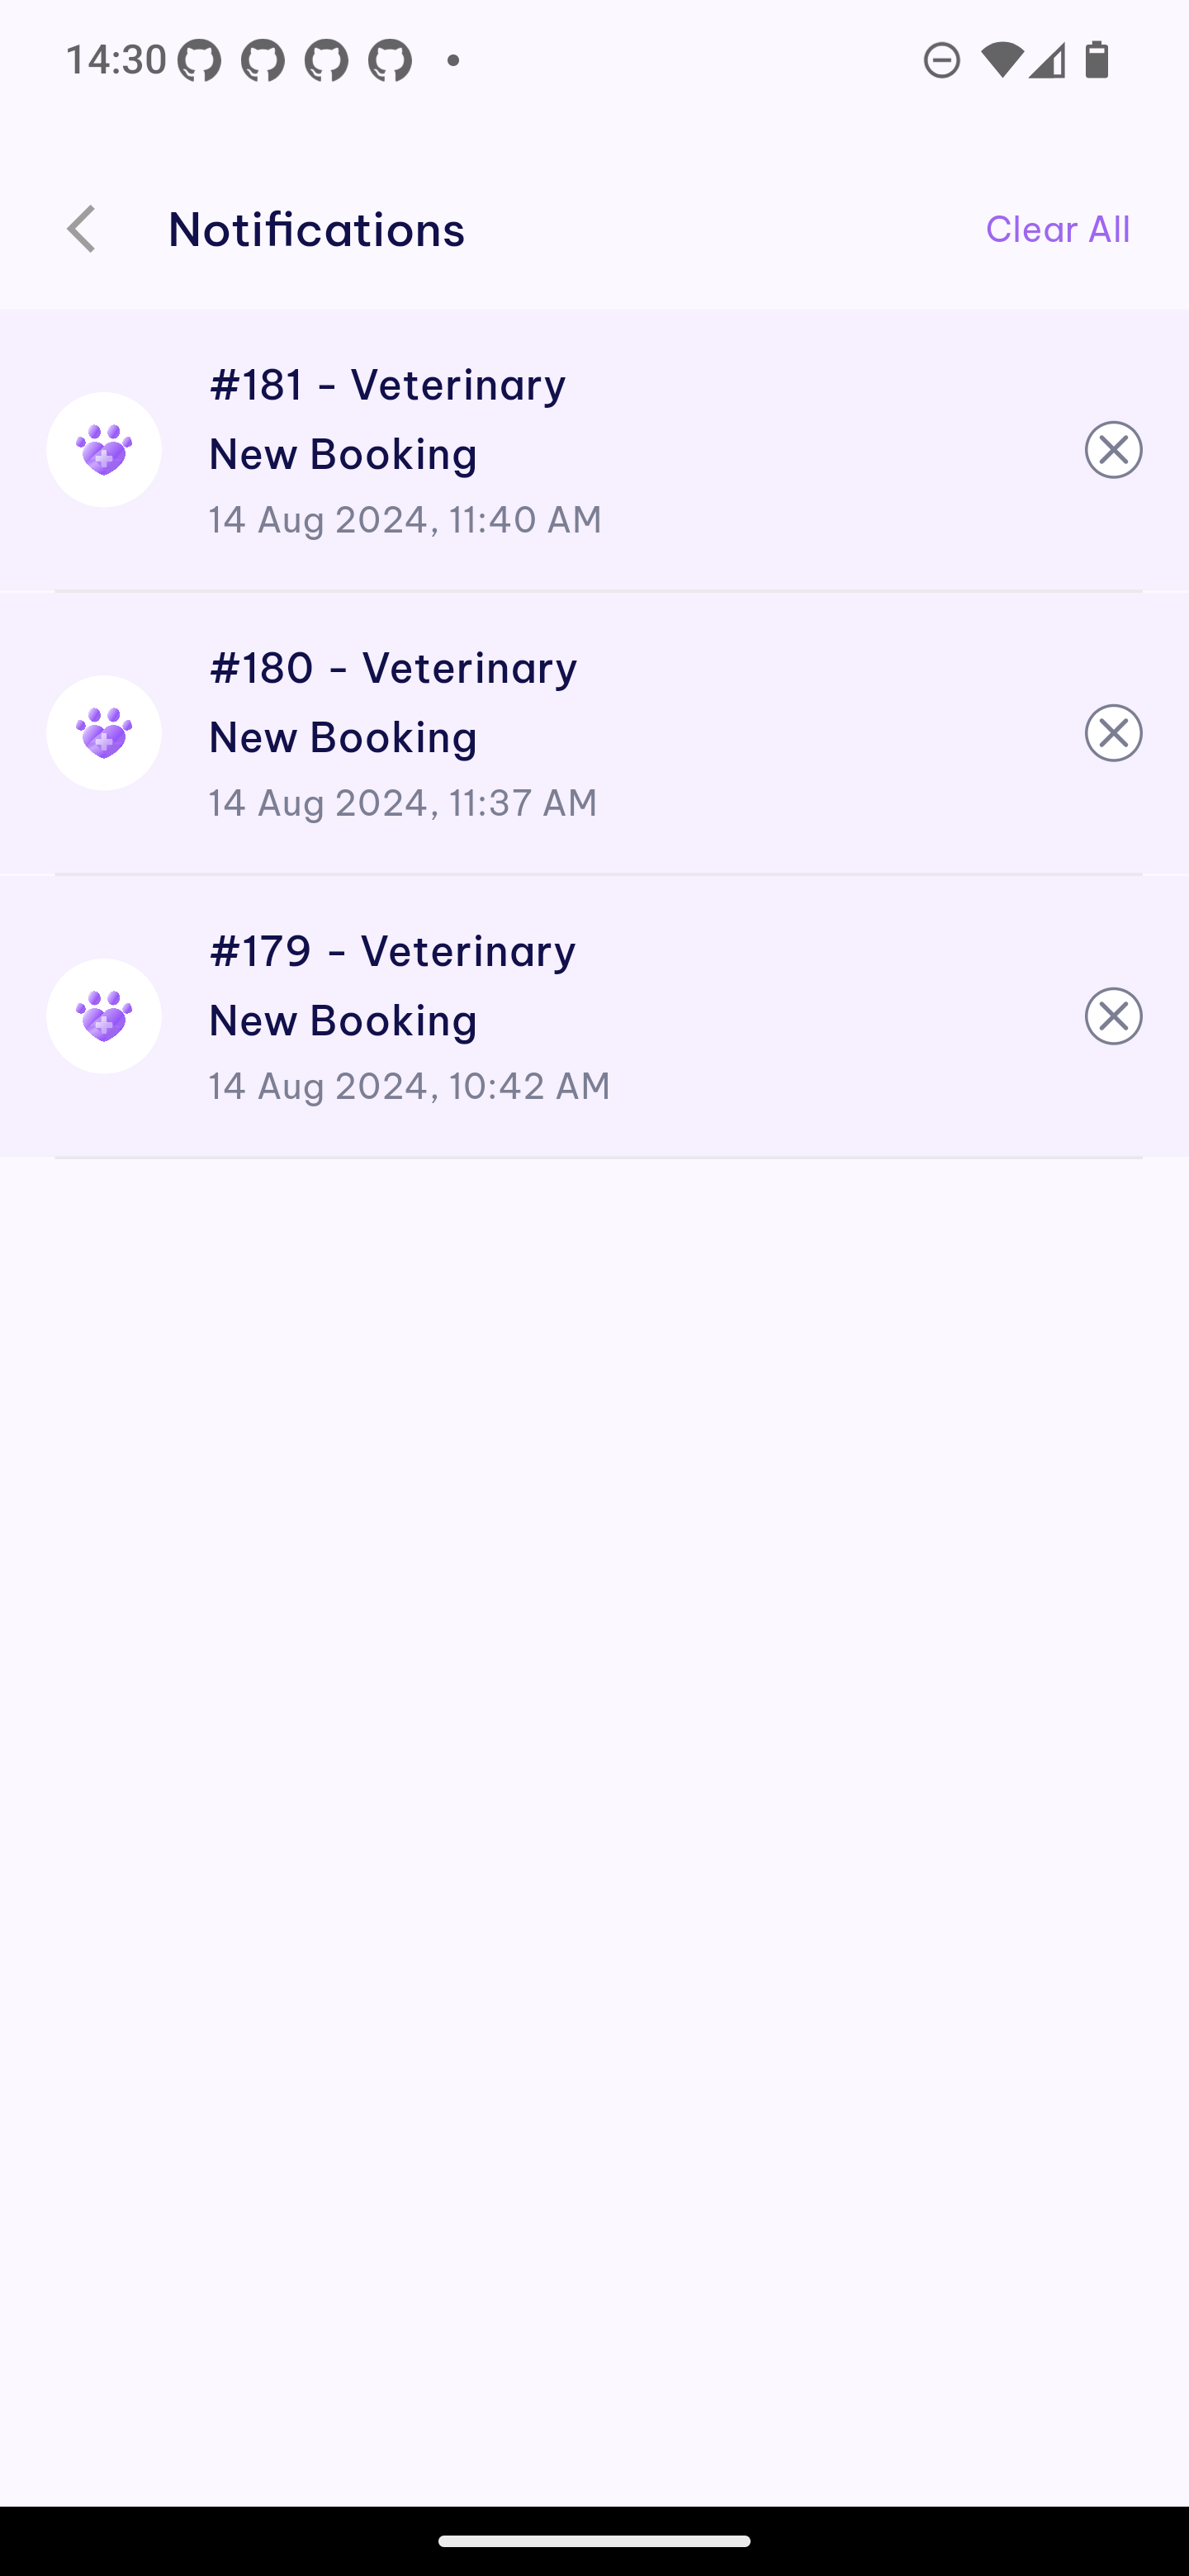 14:30
Notifications
Clear All
#181 - Veterinary
New Booking
14 Aug 2024, 11:40 AM
#180 - Veterinary
New Booking
14 Aug 2024, 11:37 AM
#179 - Veterinary
New Booking
14 Aug 2024, 10:42 AM